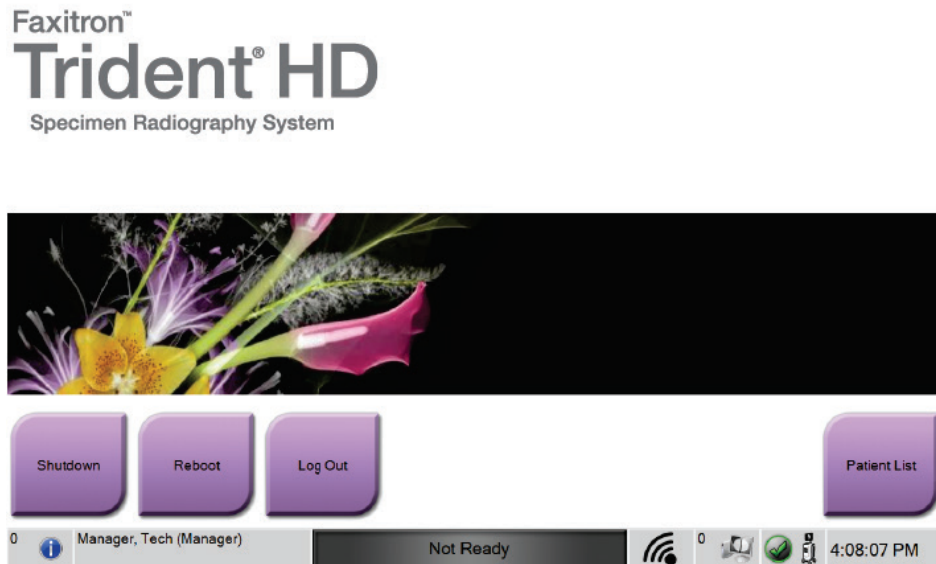 Faxitron™
Trident® HD
Specimen Radiography System
Shutdown
Reboot
Log Out
Patient List
0
i
Manager, Tech (Manager)
Not Ready
0
4:08:07 PM